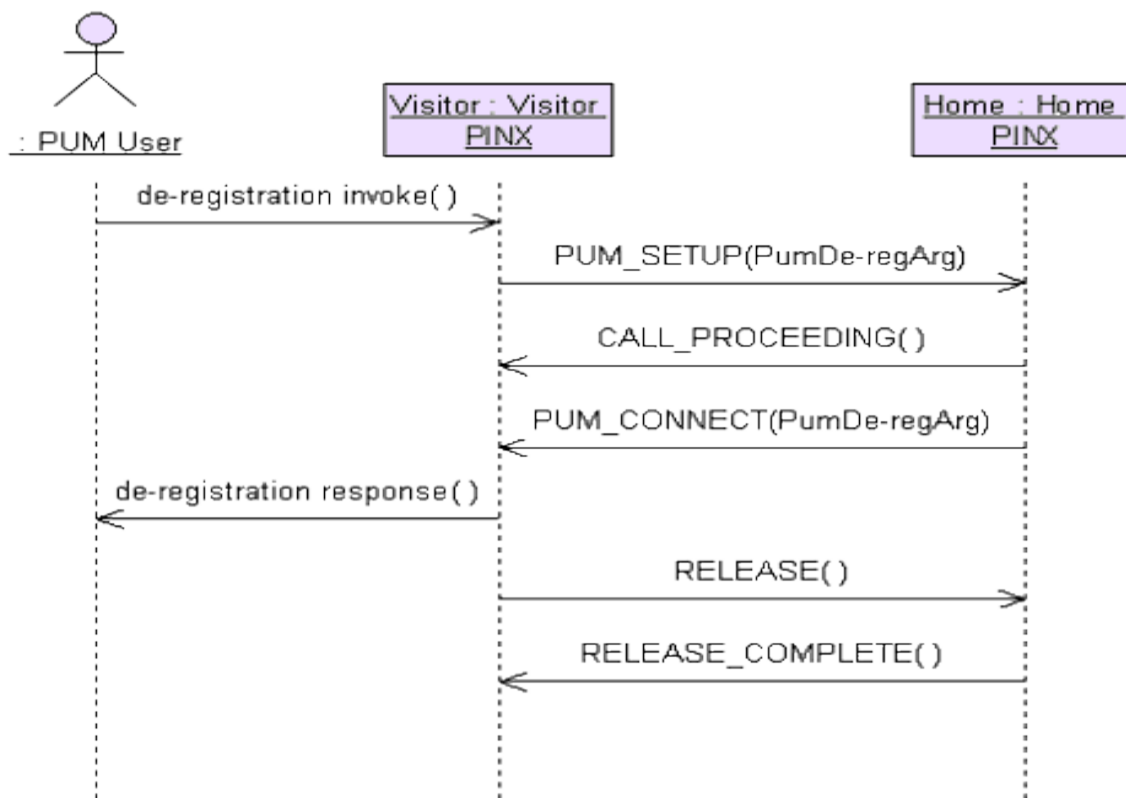 Visitor : Visitor
PINX
Home : Home
PINX
: PUM User
de-registration invoke( )
PUM_SETUP(PumDe-regArg)
CALL_PROCEEDING( )
PUM_CONNECT(PumDe-regArg)
de-registration response( )
RELEASE( )
RELEASE_COMPLETE( )